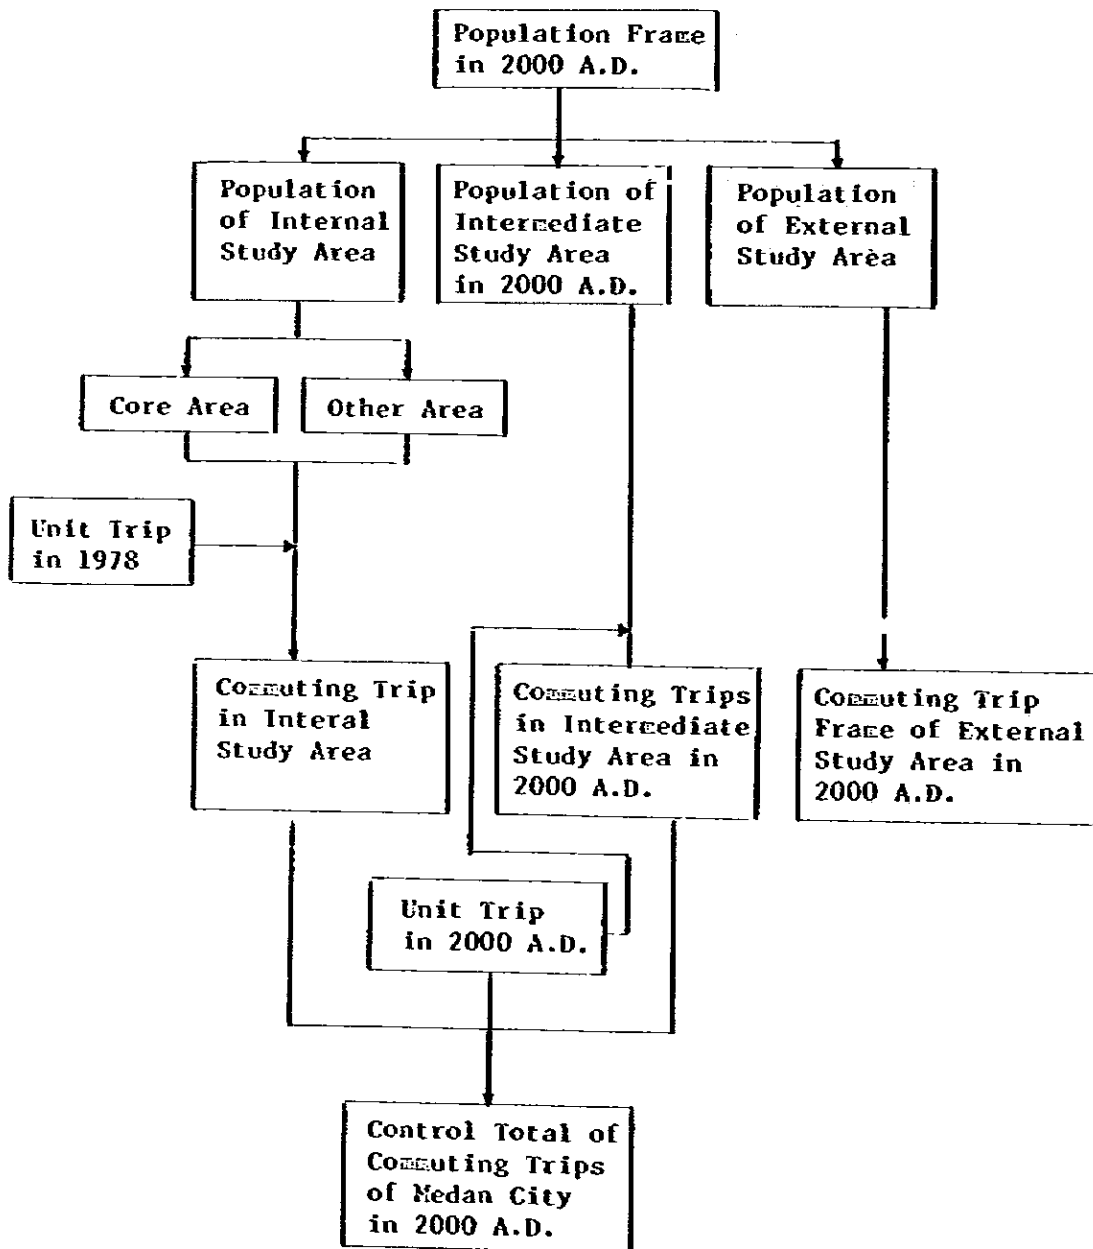 Population Frame
in 2000 A.D.
Population
of Internal
Study Area
Population of
Intermediate
Study Area
in 2000 A.D.
Population
of External
Study Area
Core Area
Other Area
Unit Trip
in 1978
Commuting Trip
in Interal
Study Area
Commuting Trips
in Intermediate
Study Area in
2000 A.D.
Commuting Trip
Frame of External
Study Area in
2000 A.D.
Unit Trip
in 2000 A.D.
Control Total of
Commuting Trips
of Medan City
in 2000 A.D.